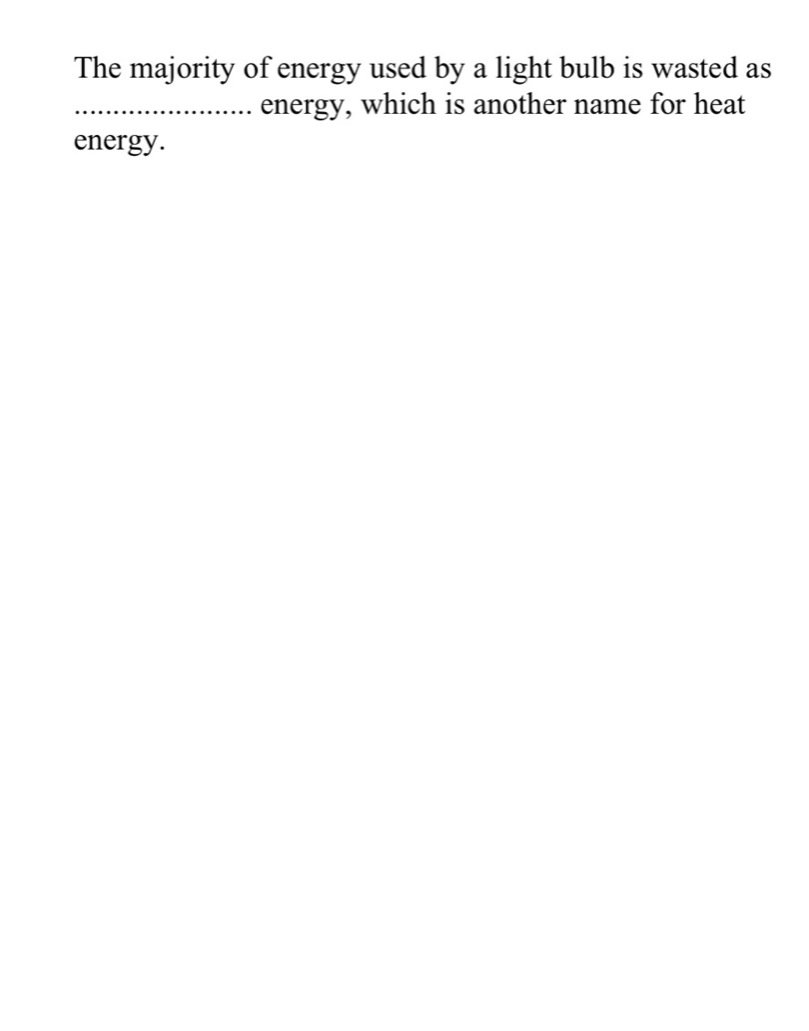 The majority of energy used by a light bulb is wasted as
....................... energy, which is another name for heat
energy.